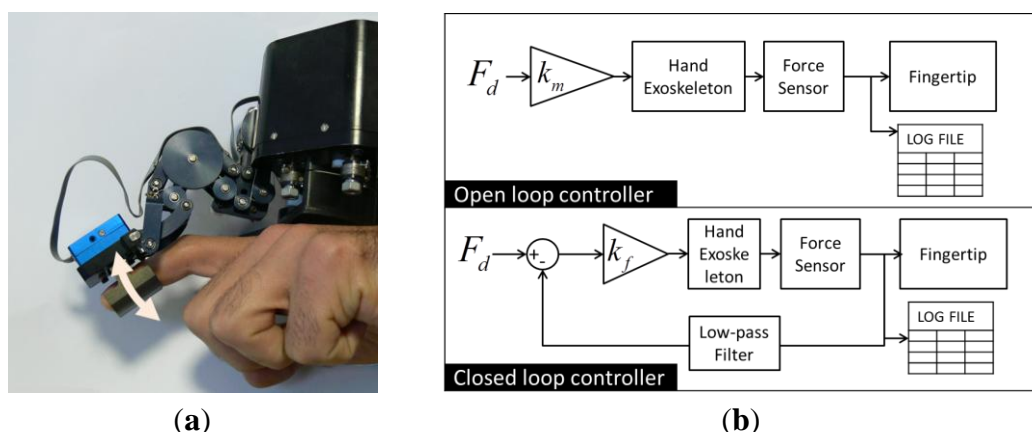 F_d
k_m
Hand
Exoskeleton
Force
Sensor
Fingertip
LOG FILE
Open loop controller
F_d
+
-
k_f
Hand
Exoske
leton
Force
Sensor
Fingertip
Low-pass
Filter
LOG FILE
Closed loop controller
(a)
(b)